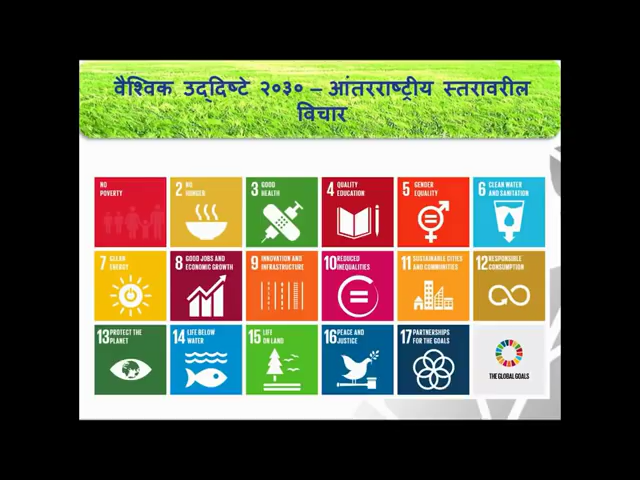 वैश्विक उद्दिष्टे २०३० – आंतरराष्ट्रीय स्तरावरील
विचार
NO
POVERTY
2 NO
HUNGER
3 GOOD
HEALTH
4 QUALITY
EDUCATION
5 GENDER
EQUALITY
6 CLEAN WATER
AND SANITATION
7 CLEAN
ENERGY
8 GOOD JOBS AND
ECONOMIC GROWTH
9 INNOVATION AND
INFRASTRUCTURE
10 REDUCED
INEQUALITIES
11 SUSTAINABLE CITIES
AND COMMUNITIES
12 RESPONSIBLE
CONSUMPTION
13 PROTECT THE
PLANET
14 LIFE BELOW
WATER
15 LIFE
ON LAND
16 PEACE AND
JUSTICE
17 PARTNERSHIPS
FOR THE GOALS
THE GLOBAL GOALS